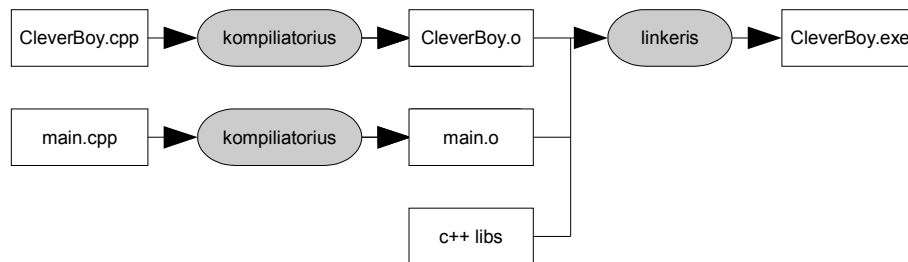 CleverBoy.cpp
kompiliatorius
CleverBoy.o
linkeris
CleverBoy.exe
main.cpp
kompiliatorius
main.o
c++ libs